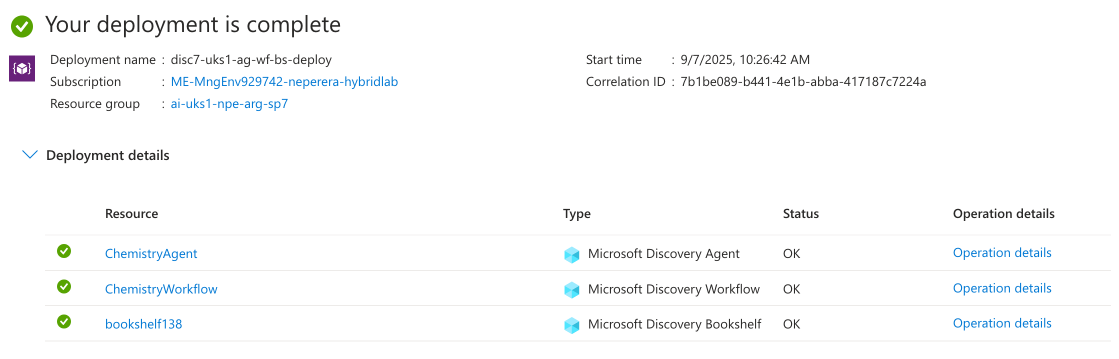 Your deployment is complete
Deployment name : disc7-uks1-ag-wf-bs-deploy Start time : 9/7/2025, 10:26:42 AM
Subscription : ME-MngEnv929742-neperera-hybridlab Correlation ID : 7b1be089-b441-4e1b-abba-417187c7224a
Resource group : ai-uks1-npe-arg-sp7
Deployment details
Resource Type Status Operation details
ChemistryAgent Microsoft Discovery Agent OK Operation details
ChemistryWorkflow Microsoft Discovery Workflow OK Operation details
bookshelf138 Microsoft Discovery Bookshelf OK Operation details